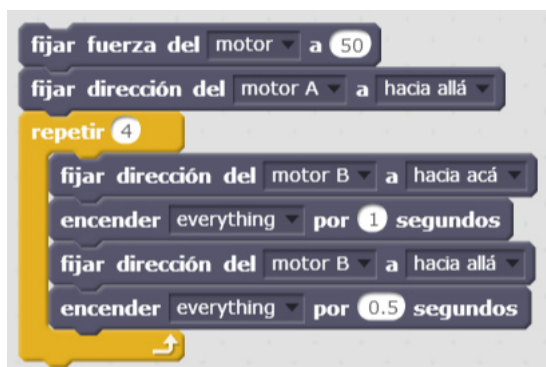 fijar fuerza del motor a 50
fijar dirección del motor A a hacia allá
repetir 4
fijar dirección del motor B a hacia acá
encender everything por 1 segundos
fijar dirección del motor B a hacia allá
encender everything por 0.5 segundos